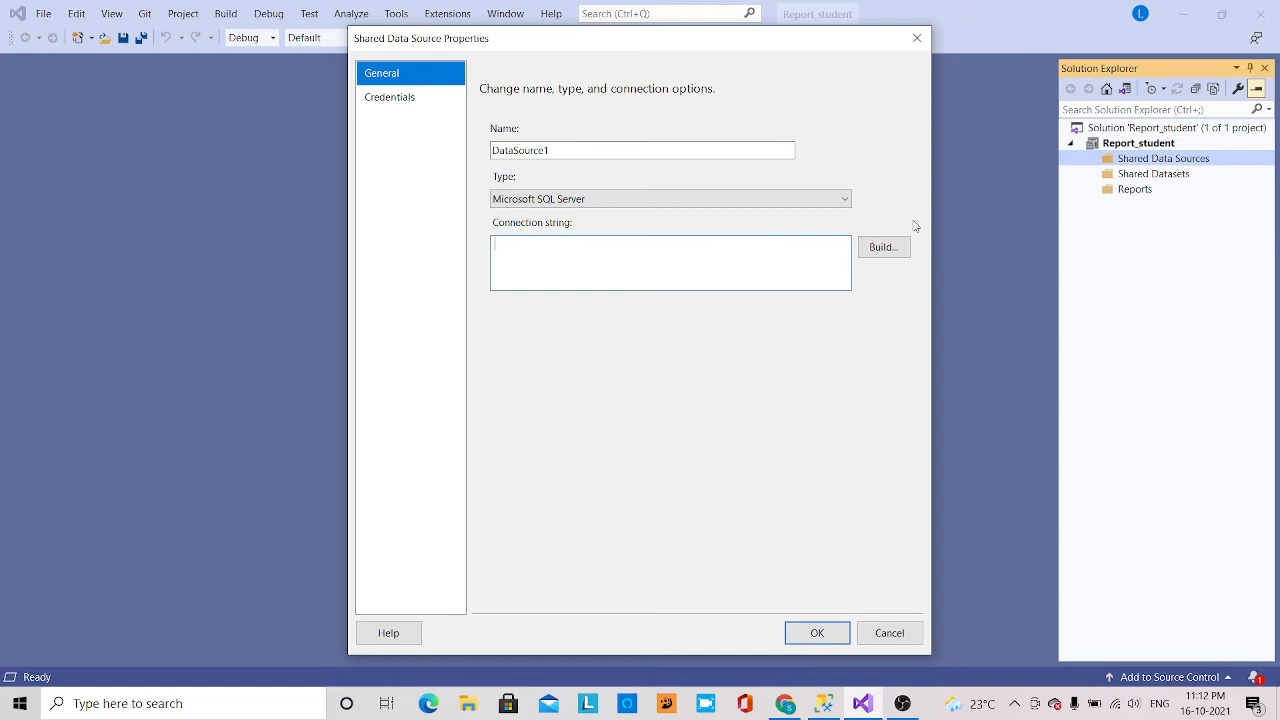 File Edit View Git Project Build Debug Test Analyze Tools Extensions Window Help Search (Ctrl+Q) Report_student L
Debug Default
Shared Data Source Properties
General
Credentials
Change name, type, and connection options.
Name:
DataSource1
Type:
Microsoft SQL Server
Connection string:
Build...
Help OK Cancel
Solution Explorer
Search Solution Explorer (Ctrl+;)
Solution 'Report_student' (1 of 1 project)
Report_student
Shared Data Sources
Shared Datasets
Reports
Ready Add to Source Control 1
Type here to search L S 23°C 11:12 PM
16-10-2021 3